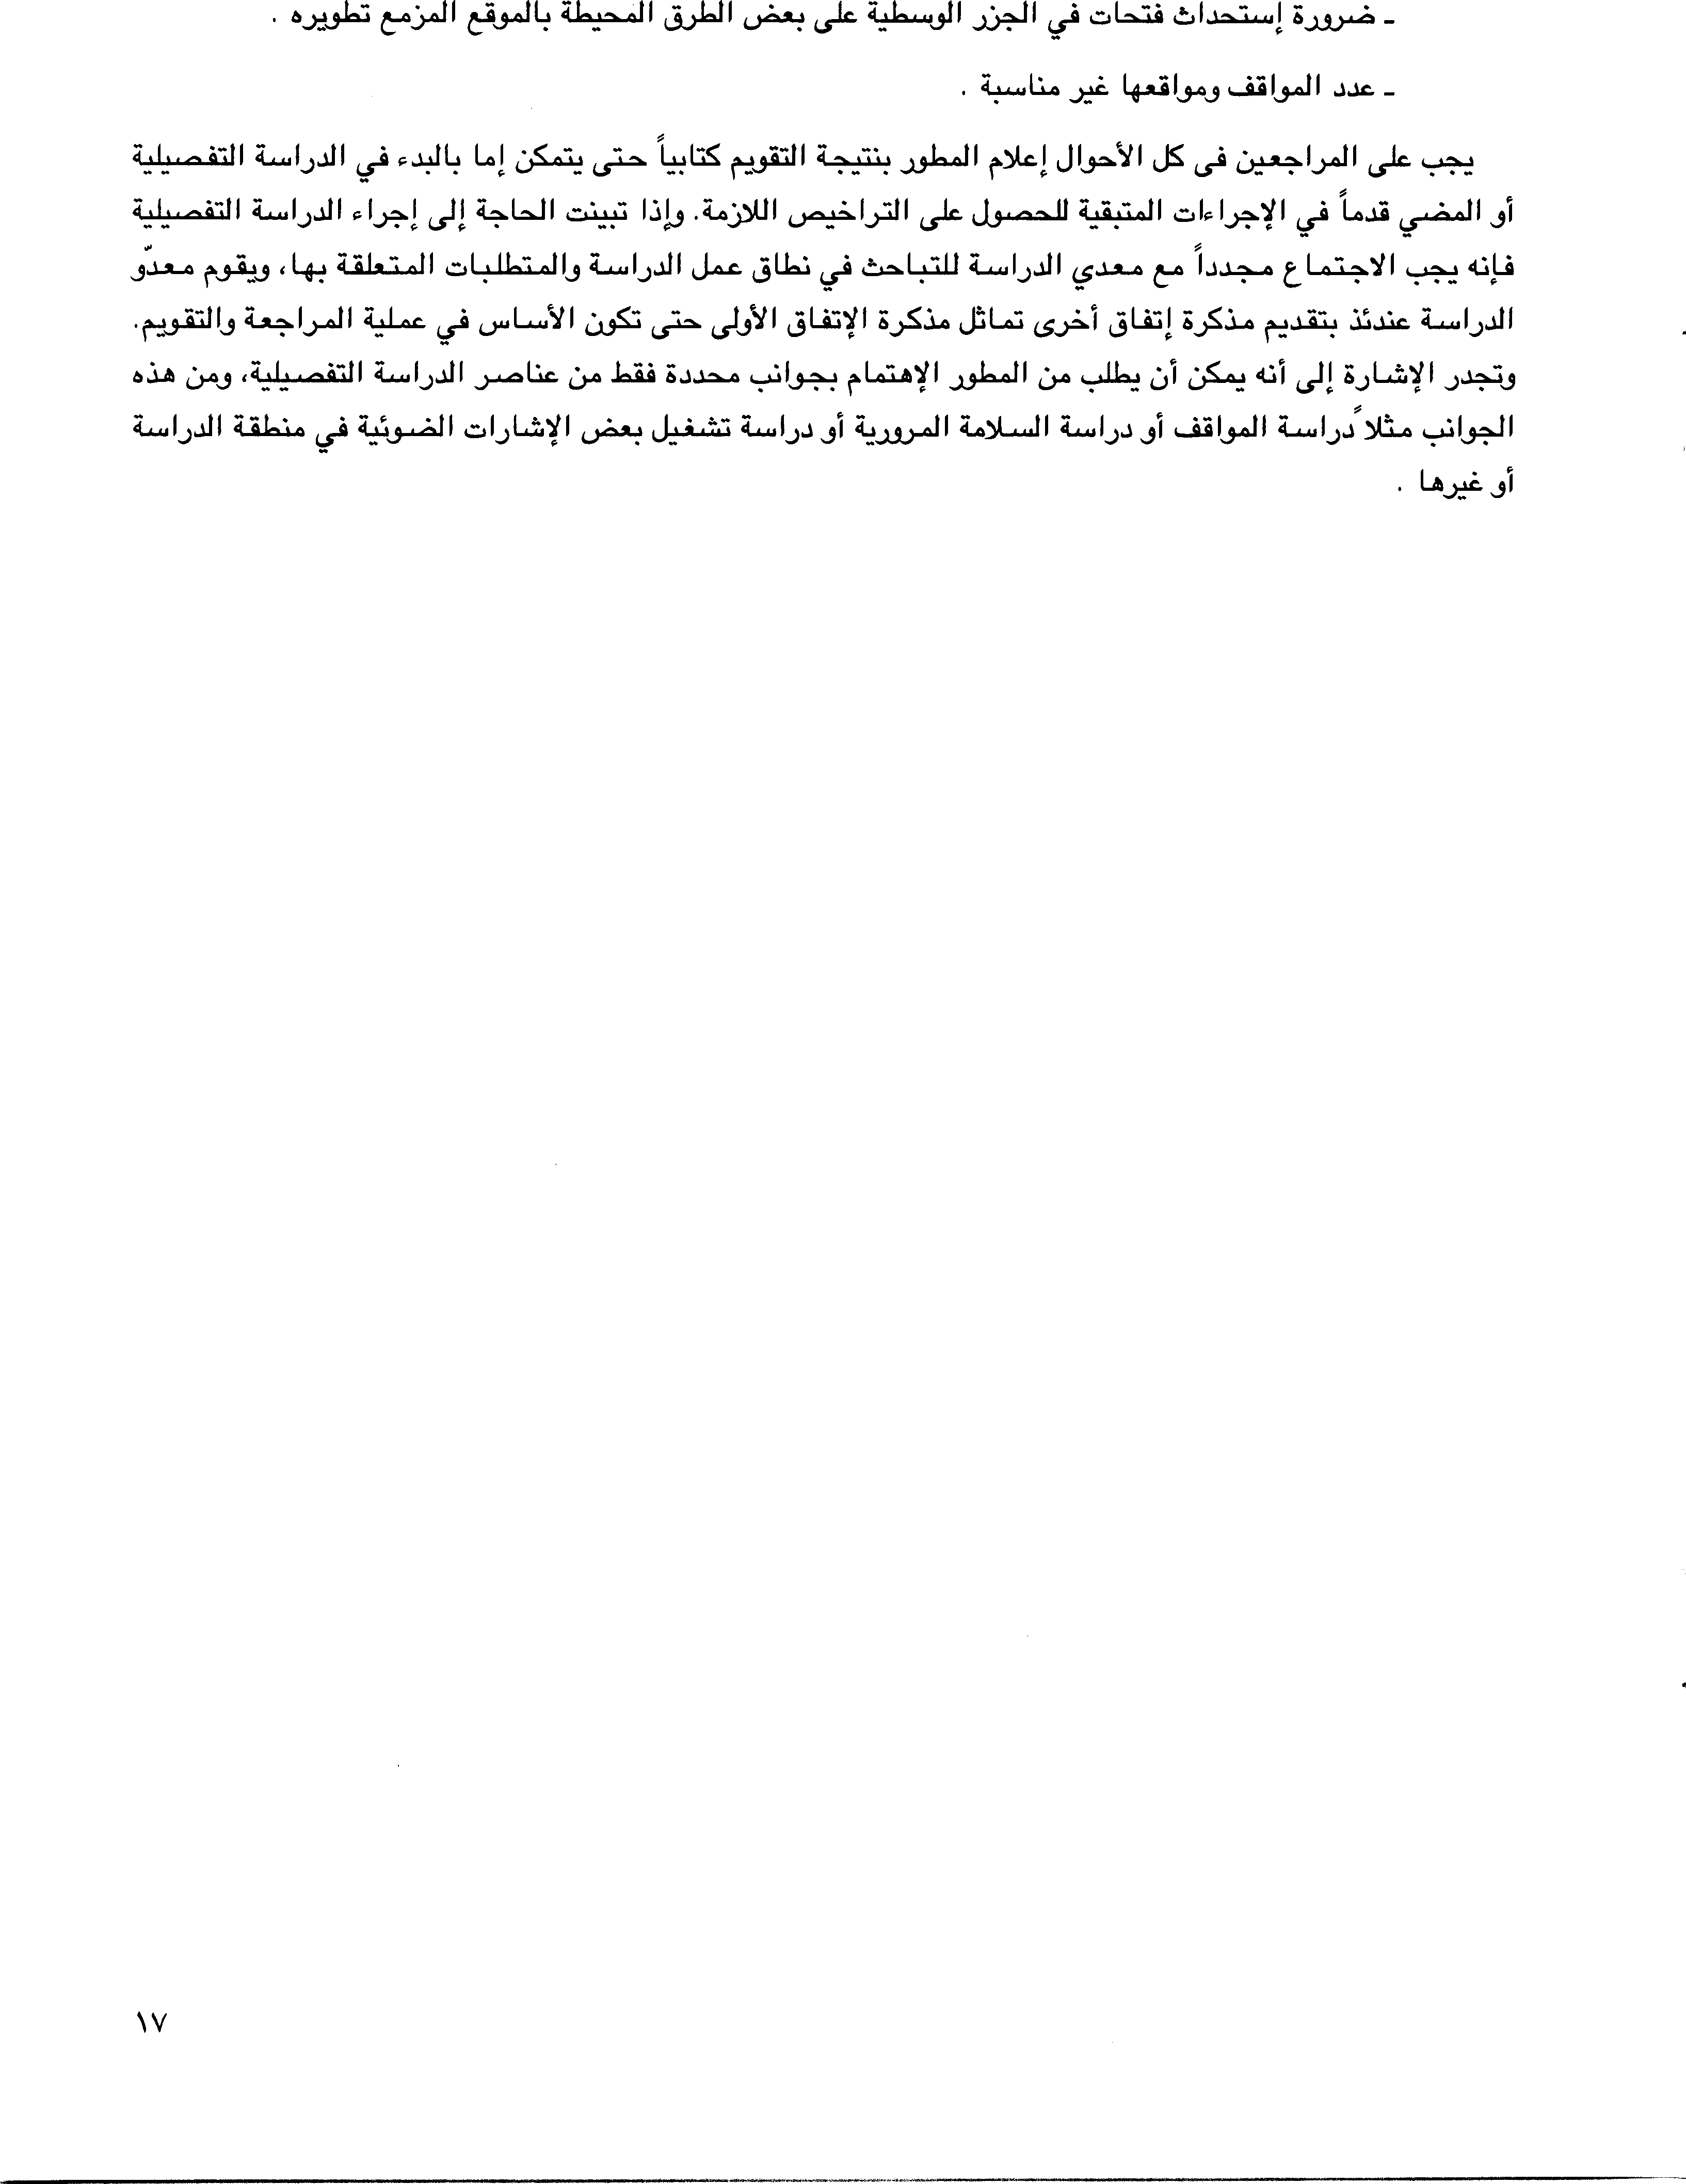 ـ ضرورة إستحداث فتحات في الجزر الوسطية على بعض الطرق المحيطة بالموقع المزمع تطويره .
ـ عدد المواقف ومواقعها غير مناسبة .
يجب على المراجعين فى كل الأحوال إعلام المطور بنتيجة التقويم كتابياً حتى يتمكن إما بالبدء في الدراسة التفصيلية
أو المضي قدماً في الإجراءات المتبقية للحصول على التراخيص اللازمة. وإذا تبينت الحاجة إلى إجراء الدراسة التفصيلية
فإنه يجب الاجتماع مجدداً مع معدي الدراسة للتباحث في نطاق عمل الدراسة والمتطلبات المتعلقة بها، ويقوم معدّو
الدراسة عندئذ بتقديم مذكرة إتفاق أخرى تماثل مذكرة الإتفاق الأولى حتى تكون الأساس في عملية المراجعة والتقويم.
وتجدر الإشارة إلى أنه يمكن أن يطلب من المطور الإهتمام بجوانب محددة فقط من عناصر الدراسة التفصيلية، ومن هذه
الجوانب مثلاً دراسة المواقف أو دراسة السلامة المرورية أو دراسة تشغيل بعض الإشارات الضوئية في منطقة الدراسة
أو غيرها .
١٧